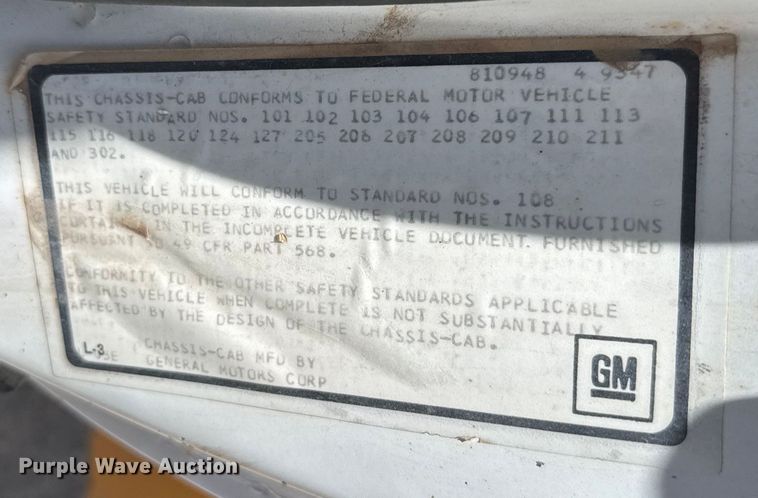 810948 4 9347
THIS CHASSIS-CAB CONFORMS TO FEDERAL MOTOR VEHICLE
SAFETY STANDARD NOS. 101 102 103 104 106 107 111 113
115 116 118 120 124 127 205 206 207 208 209 210 211
AND 302.
THIS VEHICLE WILL CONFORM TO STANDARD NOS. 108
IF IT IS COMPLETED IN ACCORDANCE WITH THE INSTRUCTIONS
IN THE INCOMPLETE VEHICLE DOCUMENT FURNISHED
PURSUANT TO 49 CFR PART 568.
CONFORMITY TO THE OTHER SAFETY STANDARDS APPLICABLE
TO THIS VEHICLE WHEN COMPLETE IS NOT SUBSTANTIALLY
AFFECTED BY THE DESIGN OF THE CHASSIS-CAB.
L-3 CHASSIS-CAB MFD BY
GENERAL MOTORS CORP
GM
Purple Wave Auction